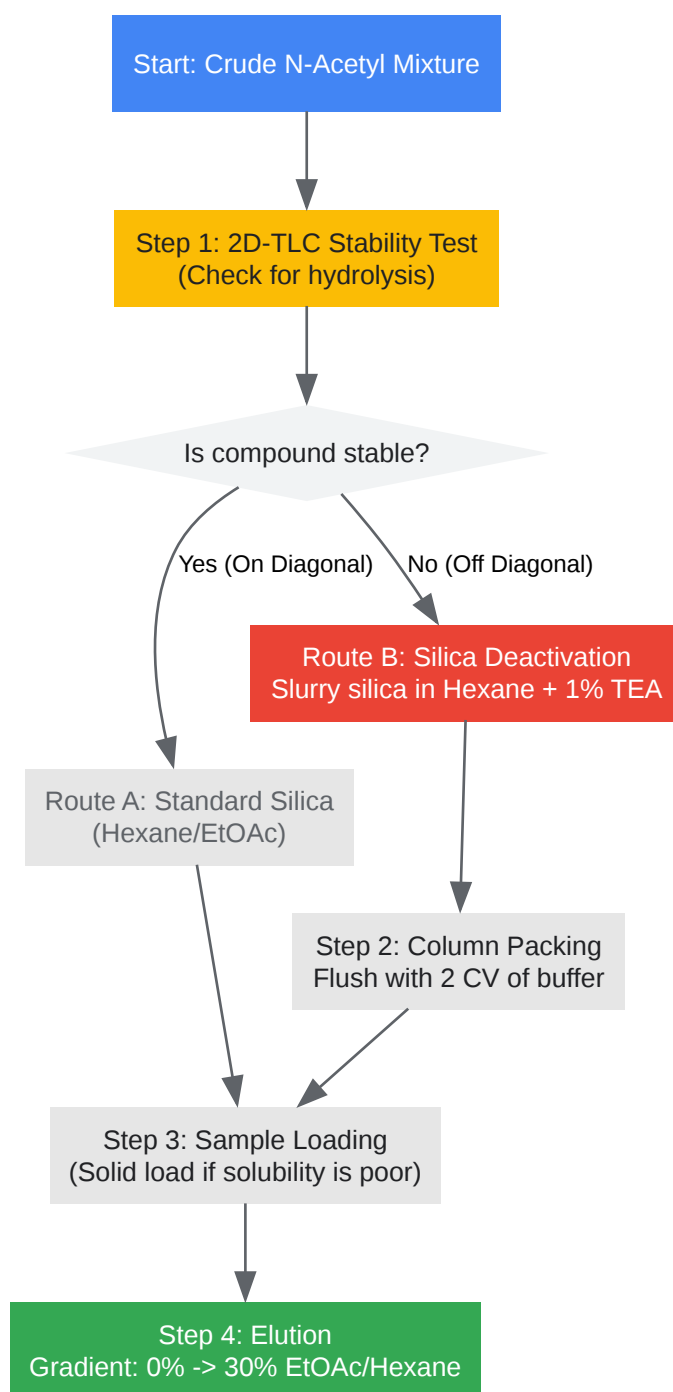 Start: Crude N-Acetyl Mixture
Step 1: 2D-TLC Stability Test
(Check for hydrolysis)
Is compound stable?
Yes (On Diagonal)
No (Off Diagonal)
Route B: Silica Deactivation
Slurry silica in Hexane + 1% TEA
Route A: Standard Silica
(Hexane/EtOAc)
Step 2: Column Packing
Flush with 2 CV of buffer
Step 3: Sample Loading
(Solid load if solubility is poor)
Step 4: Elution
Gradient: 0% -> 30% EtOAc/Hexane